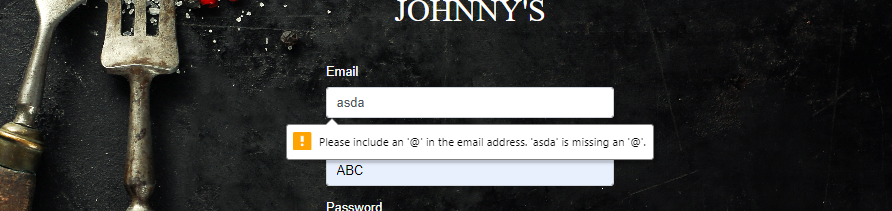 JOHNNY'S
Email
asda
Please include an '@' in the email address. 'asda' is missing an '@'.
ABC
Password